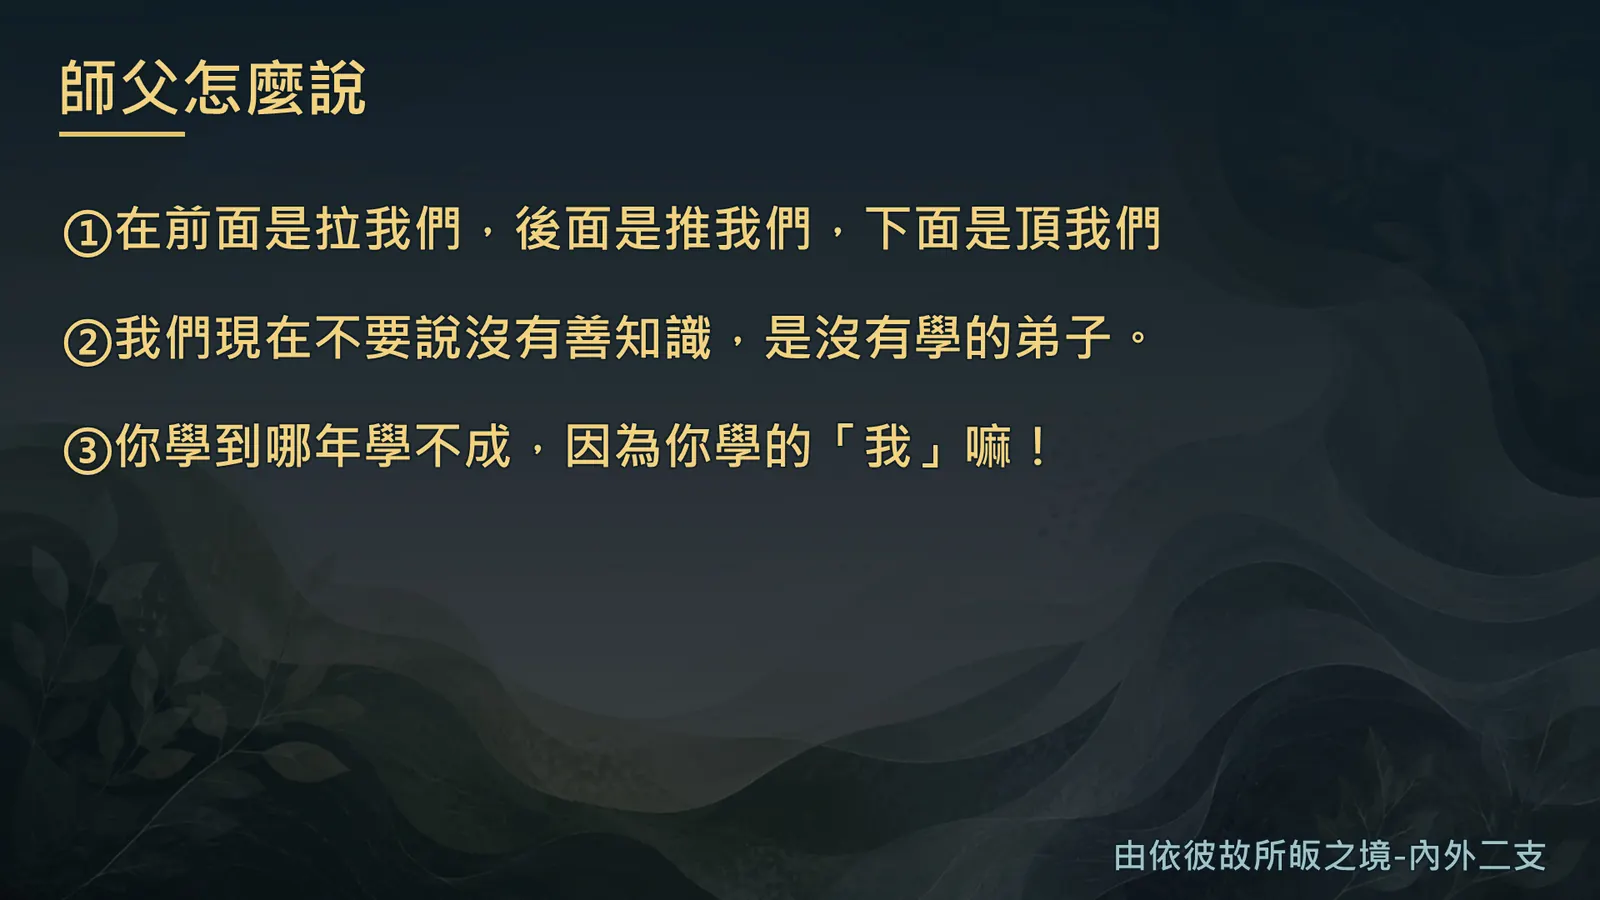 師父怎麼說
①在前面是拉我們，後面是推我們，下面是頂我們
②我們現在不要說沒有善知識，是沒有學的弟子。
③你學到哪年學不成，因為你學的「我」嘛！
由依彼故所皈之境-內外二支